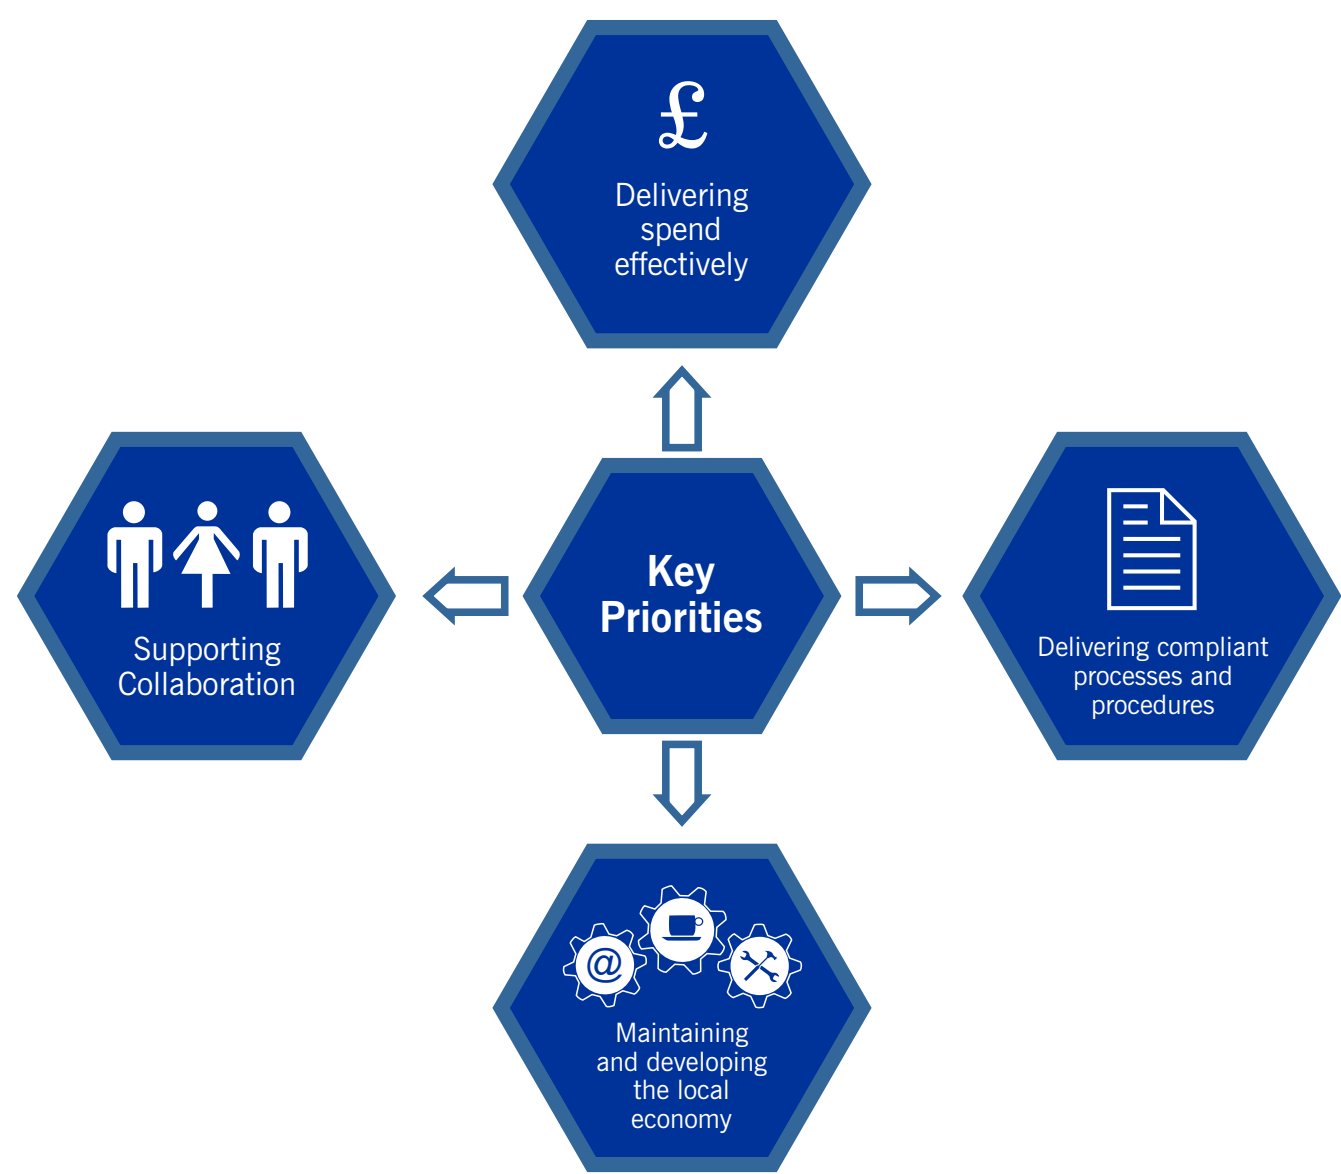 £
Delivering
spend
effectively
Supporting
Collaboration
Key
Priorities
Delivering compliant
processes and
procedures
@
Maintaining
and developing
the local
economy